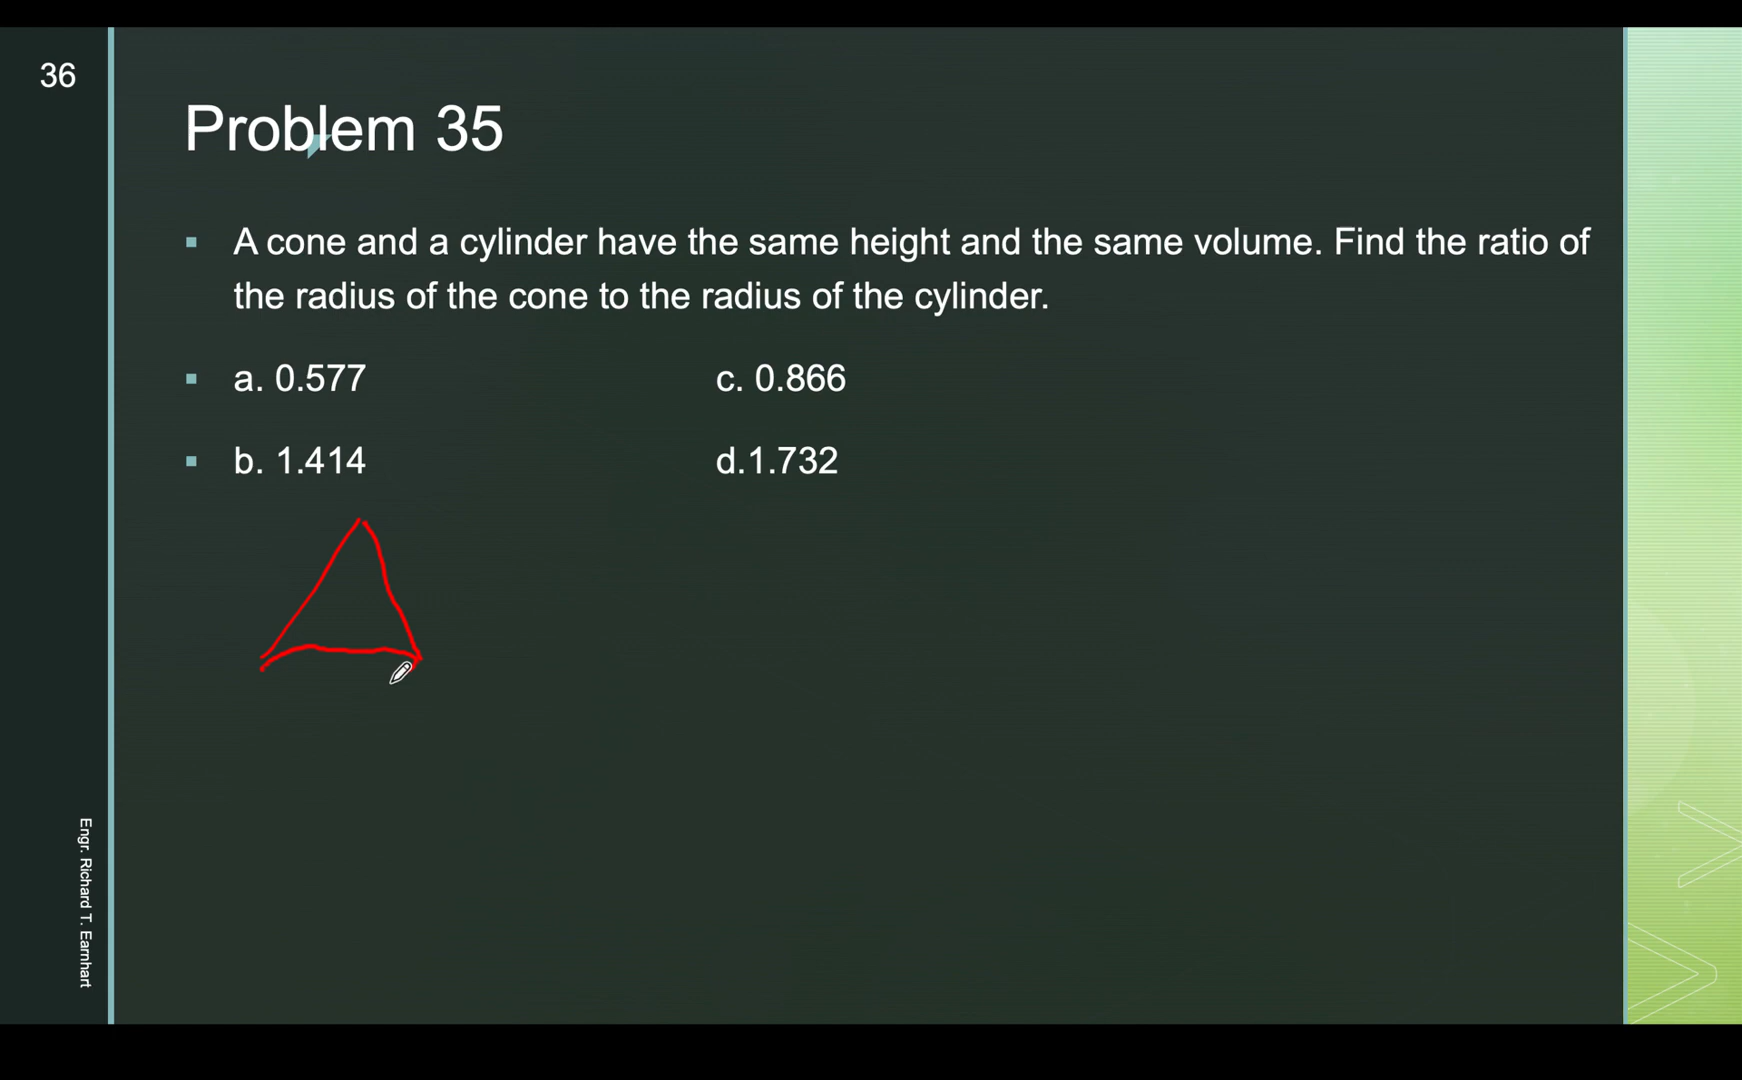 36
Problem 35
▪ A cone and a cylinder have the same height and the same volume. Find the ratio of
the radius of the cone to the radius of the cylinder.
▪ a. 0.577 c. 0.866
▪ b. 1.414 d.1.732
Engr. Richard T. Earnhart